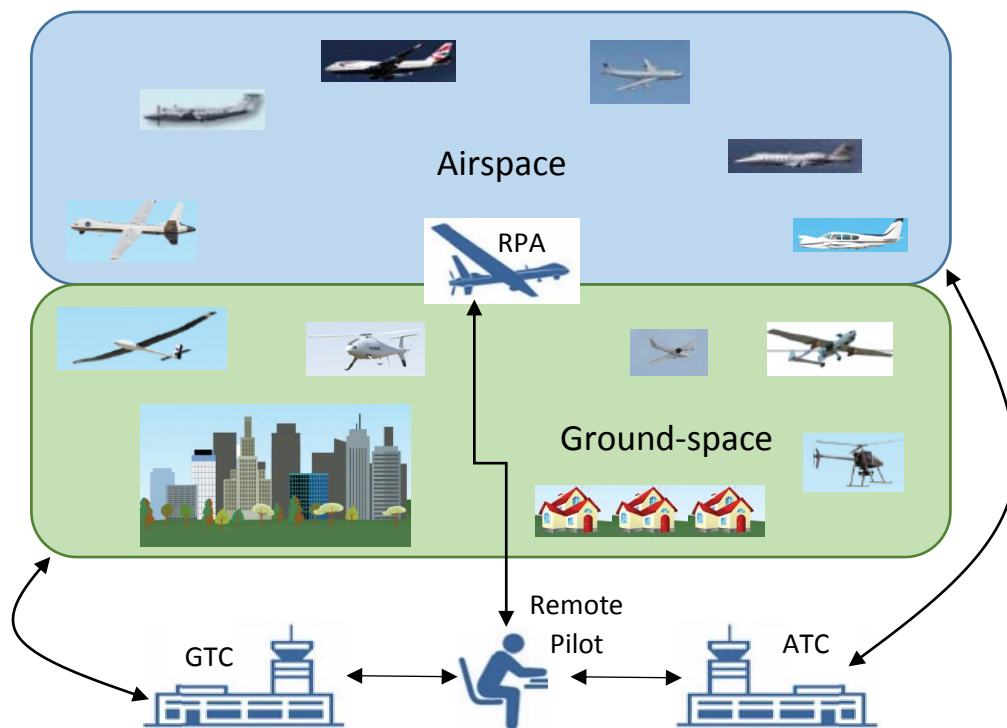 Airspace
RPA
Ground-space
Remote
Pilot
GTC
ATC